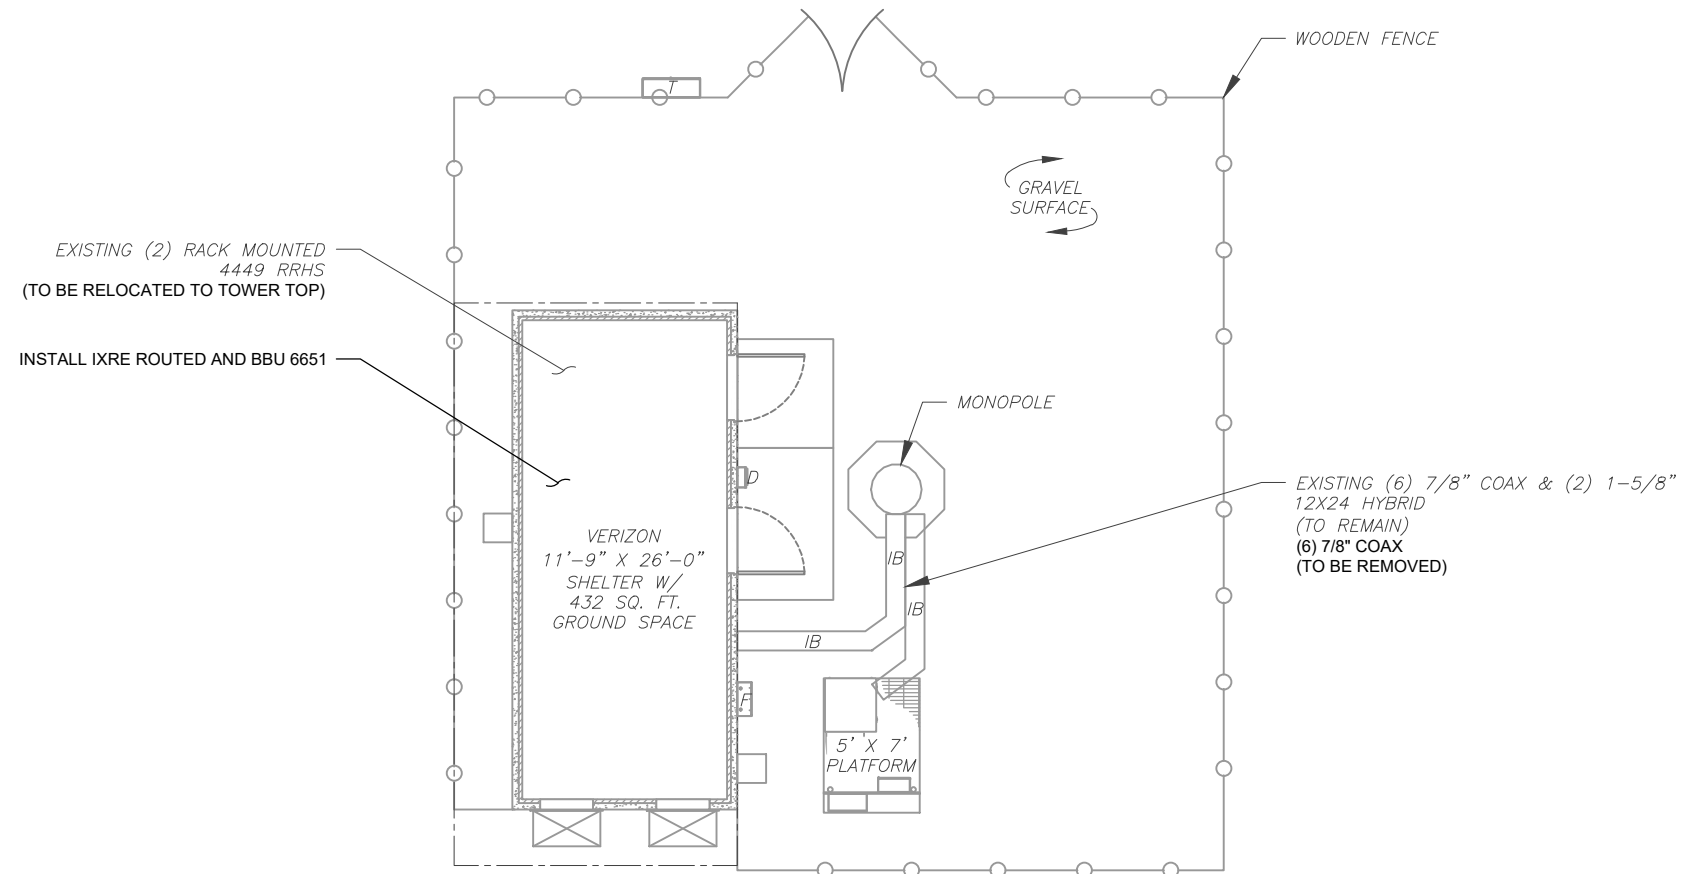 WOODEN FENCE
T
GRAVEL
SURFACE
EXISTING (2) RACK MOUNTED
4449 RRHS
(TO BE RELOCATED TO TOWER TOP)
INSTALL IXRE ROUTED AND BBU 6651
MONOPOLE
D
EXISTING (6) 7/8" COAX & (2) 1-5/8"
12X24 HYBRID
(TO REMAIN)
(6) 7/8" COAX
(TO BE REMOVED)
VERIZON
11'-9" X 26'-0"
SHELTER W/
432 SQ. FT.
GROUND SPACE
IB
IB
IB
F
5' X 7'
PLATFORM